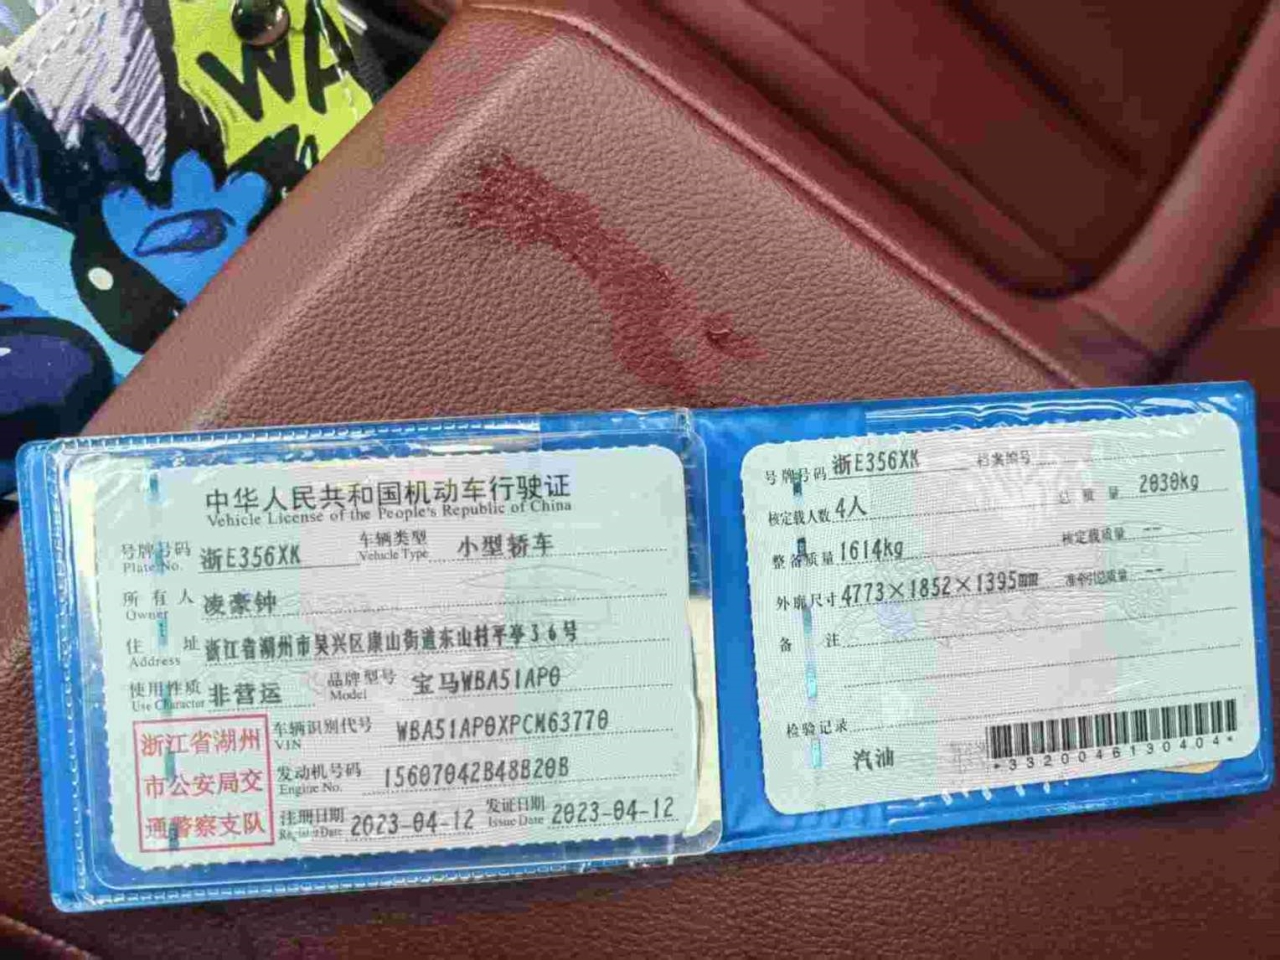 WA
中华人民共和国机动车行驶证
Vehicle License of the People's Republic of China
号牌号码 浙E356XK 车辆类型 小型轿车
Plate No. Vehicle Type
所有人 凌豪钟
Owner
住址 浙江省湖州市吴兴区康山街道东山村平亭36号
Address
使用性质 非营运 品牌型号 宝马WBA51AP0
Use Character Model
浙江省湖州
市公安局交
通警察支队
车辆识别代号 WBA51AP0XPCM63770
VIN
发动机号码 15607042B48B20B
Engine No.
注册日期 2023-04-12 发证日期 2023-04-12
Register Date Issue Date
号牌号码 浙E356XK 档案编号
核定载人数 4人 总质量 2030kg
整备质量 1614kg 核定载质量 --
外廓尺寸 4773×1852×1395mm 准牵引总质量 --
备注
检验记录
汽油
*3320046130404*